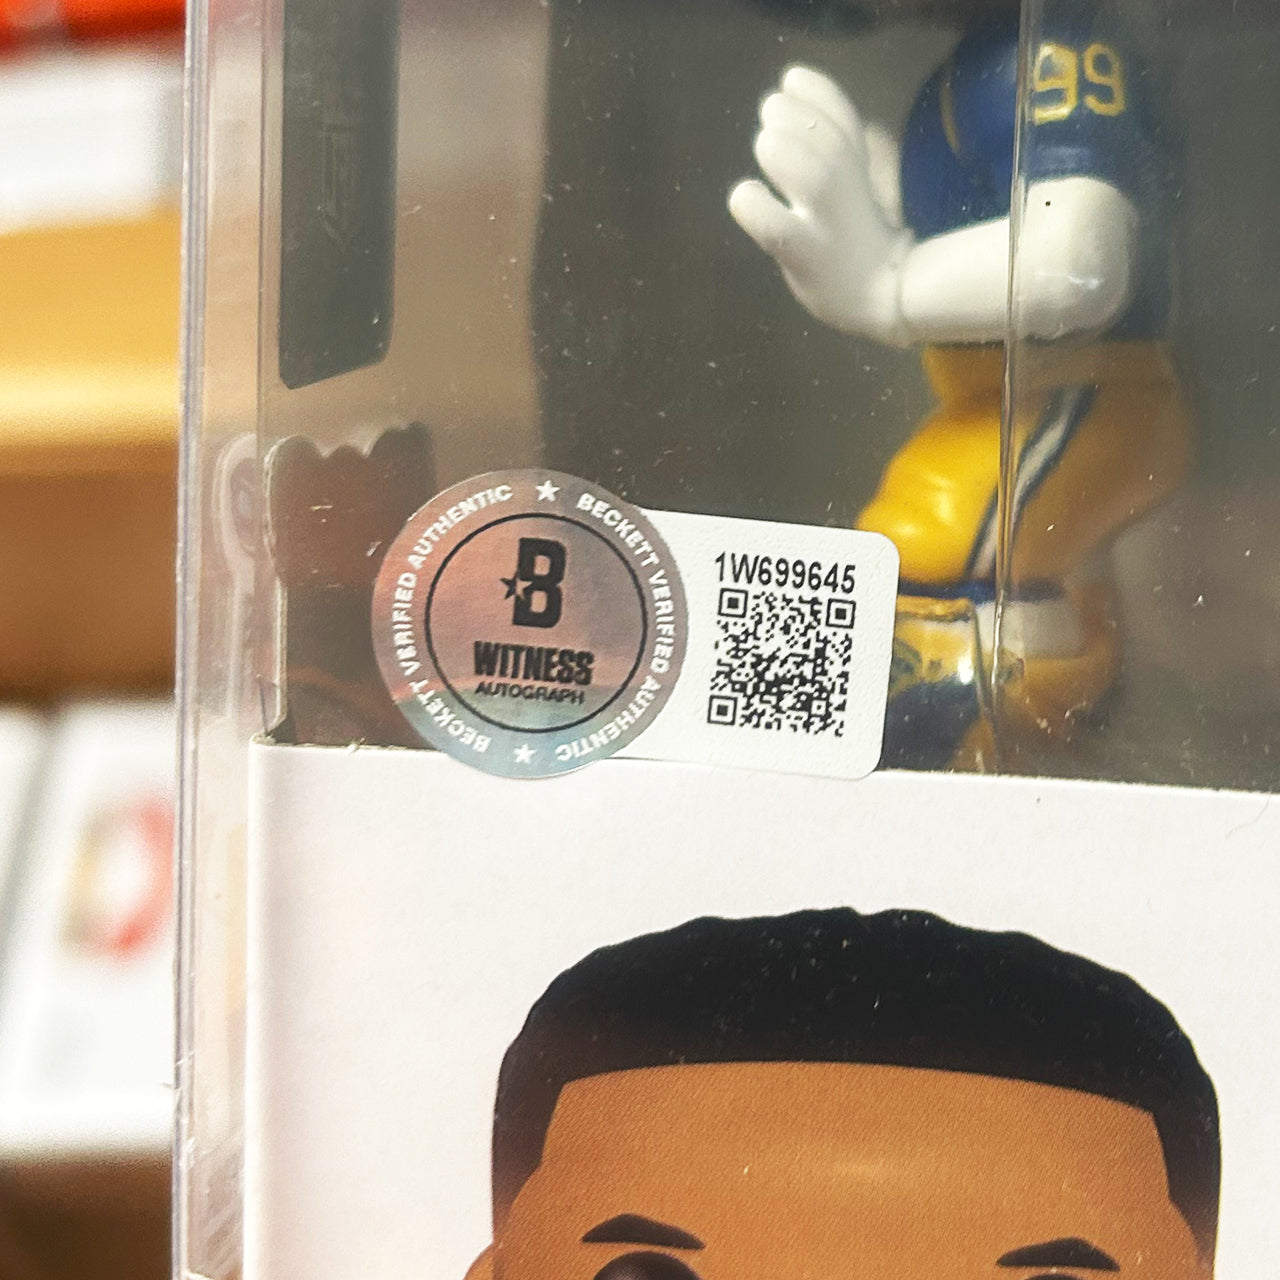 99
BECKETT VERIFIED AUTHENTIC ★ BECKETT VERIFIED AUTHENTIC ★
B
WITNESS
AUTOGRAPH
1W699645